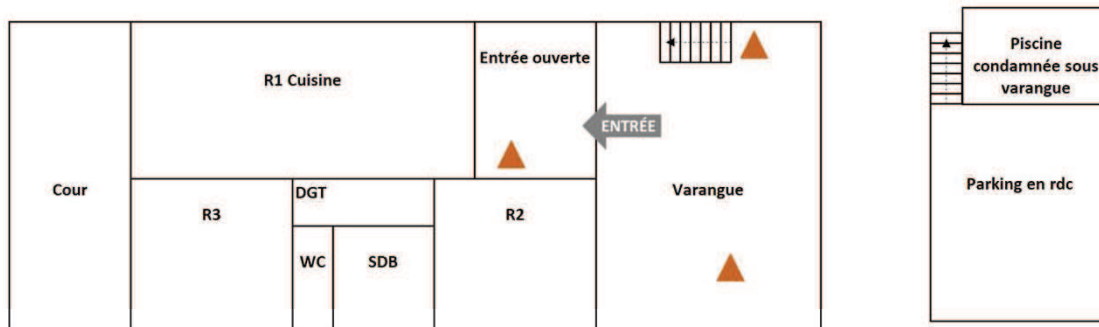 Entrée ouverte
R1 Cuisine
ENTRÉE
Cour
R3
DGT
R2
Varangue
WC
SDB
Piscine
condamnée sous
varangue
Parking en rdc